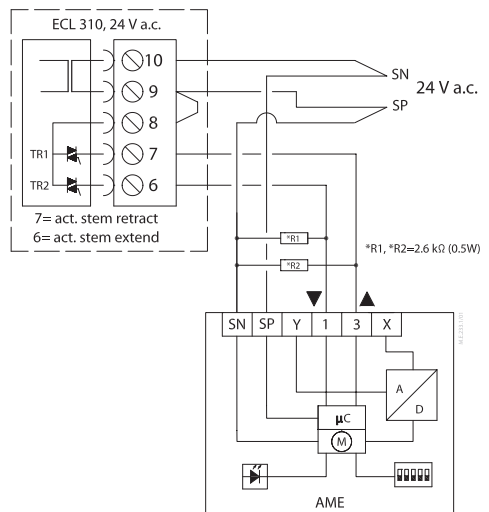 ECL 310, 24 V a.c.
10
9
8
7
6
TR1
TR2
7= act. stem retract
6= act. stem extend
SN
SP
24 V a.c.
*R1
*R2
*R1, *R2=2.6 kΩ (0.5W)
SN SP Y 1 3 X
A
D
μC
M
AME